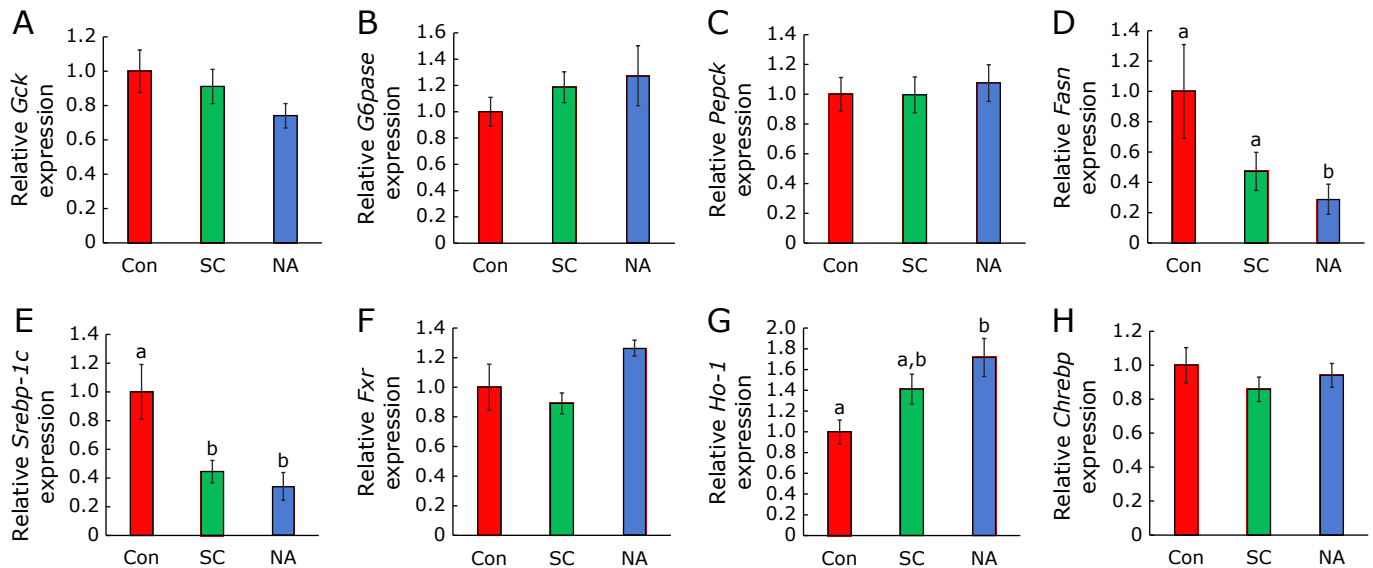 A
Relative Gck
expression
1.2
1.0
0.8
0.6
0.4
0.2
0
Con SC NA
B
Relative G6pase
expression
1.6
1.4
1.2
1.0
0.8
0.6
0.4
0.2
0
Con SC NA
C
Relative Pepck
expression
1.4
1.2
1.0
0.8
0.6
0.4
0.2
0
Con SC NA
D
Relative Fasn
expression
1.4
1.2
1.0
0.8
0.6
0.4
0.2
0
a
a
b
Con SC NA
E
Relative Srebp-1c
expression
1.4
1.2
1.0
0.8
0.6
0.4
0.2
0
a
b
b
Con SC NA
F
Relative Fxr
expression
1.4
1.2
1.0
0.8
0.6
0.4
0.2
0
Con SC NA
G
Relative Ho-1
expression
2.0
1.8
1.6
1.4
1.2
1.0
0.8
0.6
0.4
0.2
0
a
a,b
b
Con SC NA
H
Relative Chrebp
expression
1.2
1.0
0.8
0.6
0.4
0.2
0
Con SC NA